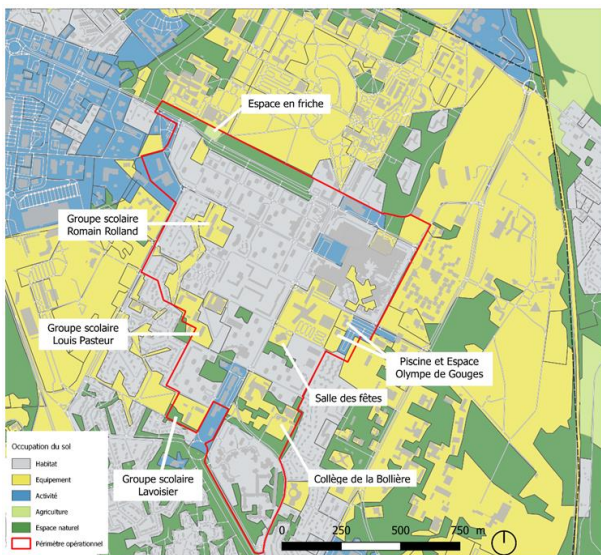 Espace en friche
Groupe scolaire
Romain Rolland
Groupe scolaire
Louis Pasteur
Piscine et Espace
Olympe de Gouges
Salle des fêtes
Groupe scolaire
Lavoisier
Collège de la Bollière
Occupation du sol
Habitat
Equipement
Activité
Agriculture
Espace naturel
Périmètre opérationnel
0 250 500 750 m